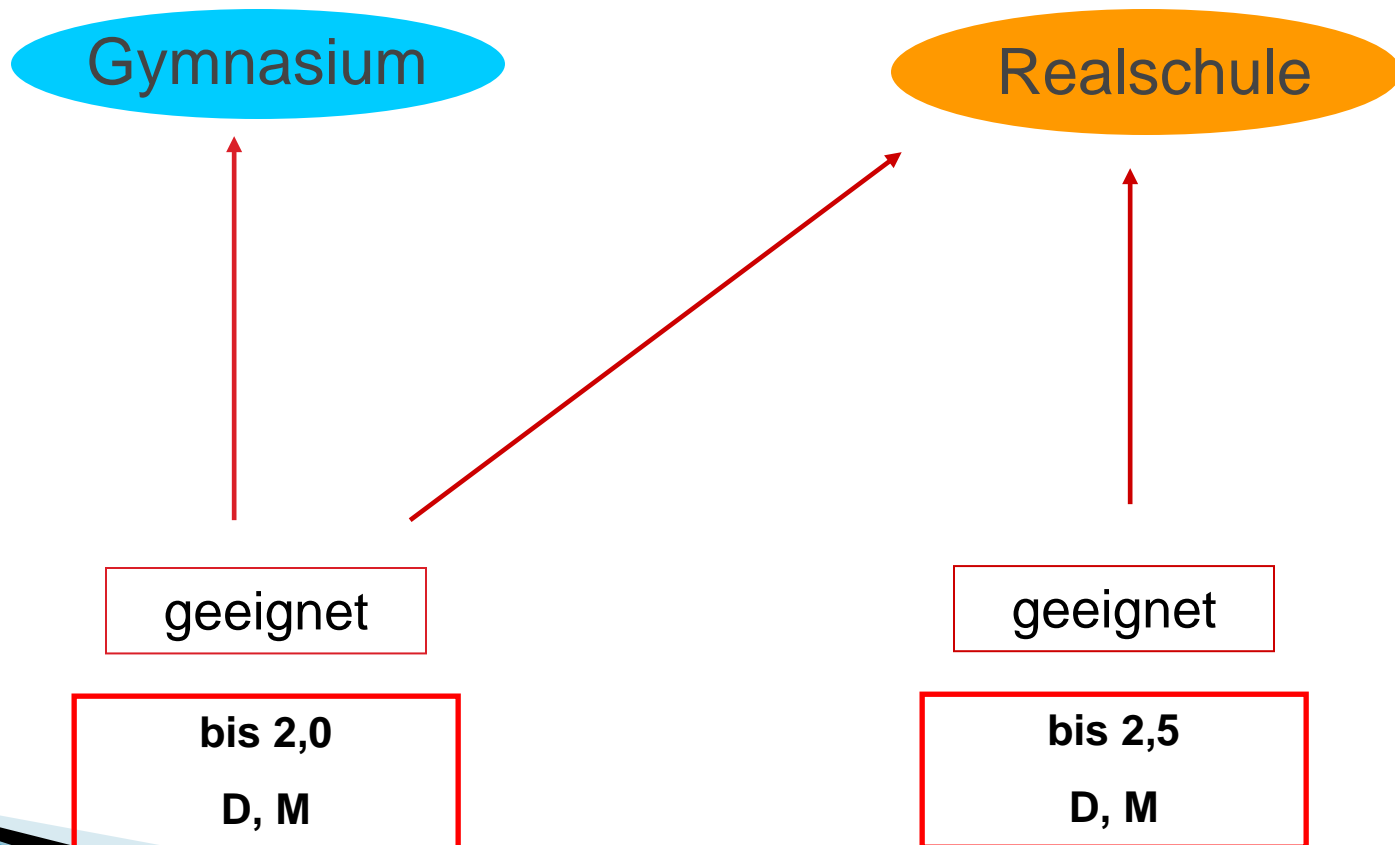 Gymnasium
Realschule
geeignet
geeignet
bis 2,0
D, M
bis 2,5
D, M